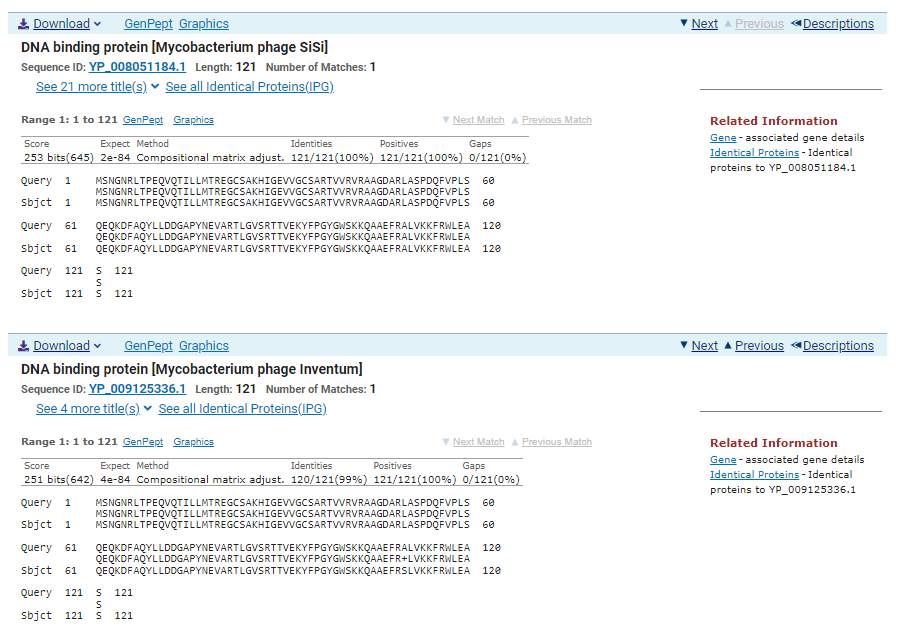 Download GenPept Graphics Next Previous Descriptions
DNA binding protein [Mycobacterium phage SiSi]
Sequence ID: YP_008051184.1 Length: 121 Number of Matches: 1
See 21 more title(s) See all Identical Proteins(IPG)
Range 1: 1 to 121 GenPept Graphics Next Match Previous Match
Related Information
Gene - associated gene details
Identical Proteins - Identical
proteins to YP_008051184.1
Score Expect Method Identities Positives Gaps
253 bits(645) 2e-84 Compositional matrix adjust. 121/121(100%) 121/121(100%) 0/121(0%)
Query 1 MSNGNRLTPEQVQTILLMTREGCSAKHIGEVVGCSARTVVRVRAAGDARLASPDQFVPLS 60
MSNGNRLTPEQVQTILLMTREGCSAKHIGEVVGCSARTVVRVRAAGDARLASPDQFVPLS
Sbjct 1 MSNGNRLTPEQVQTILLMTREGCSAKHIGEVVGCSARTVVRVRAAGDARLASPDQFVPLS 60
Query 61 QEQKDFAQYLLDDGAPYNEVARTLGVSRTTVEKYFPGYGWSKKQAAEFRALVKKFRWLEA 120
QEQKDFAQYLLDDGAPYNEVARTLGVSRTTVEKYFPGYGWSKKQAAEFRALVKKFRWLEA
Sbjct 61 QEQKDFAQYLLDDGAPYNEVARTLGVSRTTVEKYFPGYGWSKKQAAEFRALVKKFRWLEA 120
Query 121 S 121
S
Sbjct 121 S 121
Download GenPept Graphics Next Previous Descriptions
DNA binding protein [Mycobacterium phage Inventum]
Sequence ID: YP_009125336.1 Length: 121 Number of Matches: 1
See 4 more title(s) See all Identical Proteins(IPG)
Range 1: 1 to 121 GenPept Graphics Next Match Previous Match
Related Information
Gene - associated gene details
Identical Proteins - Identical
proteins to YP_009125336.1
Score Expect Method Identities Positives Gaps
251 bits(642) 4e-84 Compositional matrix adjust. 120/121(99%) 121/121(100%) 0/121(0%)
Query 1 MSNGNRLTPEQVQTILLMTREGCSAKHIGEVVGCSARTVVRVRAAGDARLASPDQFVPLS 60
MSNGNRLTPEQVQTILLMTREGCSAKHIGEVVGCSARTVVRVRAAGDARLASPDQFVPLS
Sbjct 1 MSNGNRLTPEQVQTILLMTREGCSAKHIGEVVGCSARTVVRVRAAGDARLASPDQFVPLS 60
Query 61 QEQKDFAQYLLDDGAPYNEVARTLGVSRTTVEKYFPGYGWSKKQAAEFRALVKKFRWLEA 120
QEQKDFAQYLLDDGAPYNEVARTLGVSRTTVEKYFPGYGWSKKQAAEFR+LVKKFRWLEA
Sbjct 61 QEQKDFAQYLLDDGAPYNEVARTLGVSRTTVEKYFPGYGWSKKQAAEFRSLVKKFRWLEA 120
Query 121 S 121
S
Sbjct 121 S 121